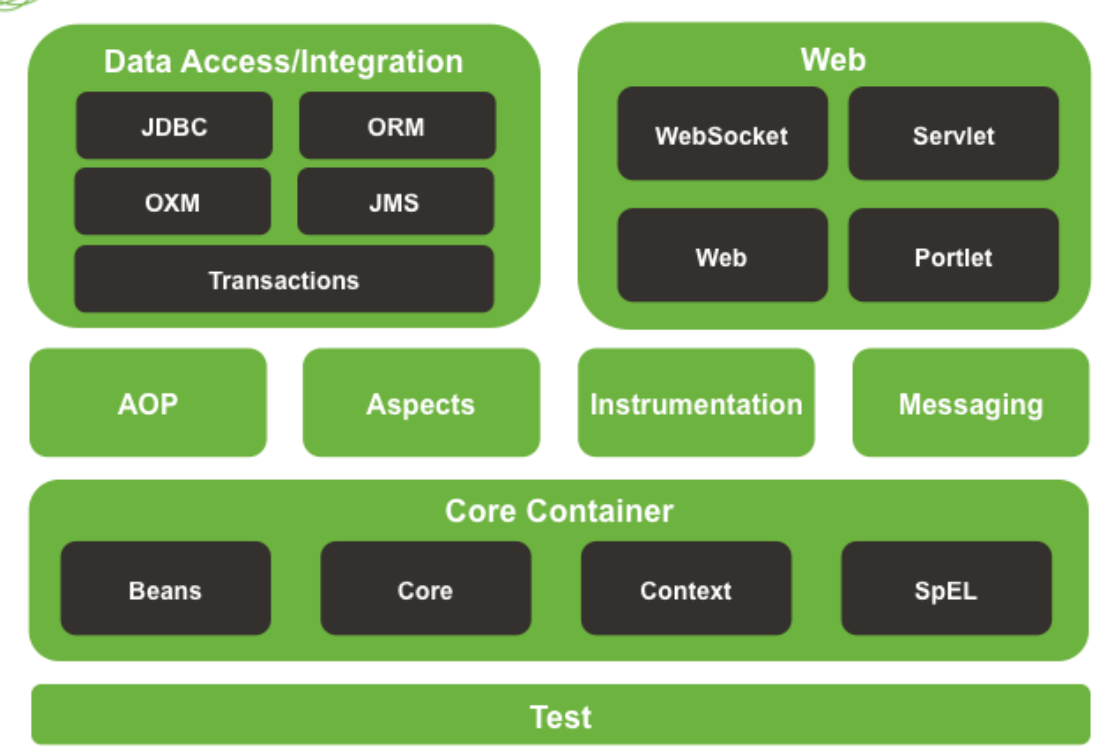 Data Access/Integration
JDBC
ORM
OXM
JMS
Transactions
Web
WebSocket
Servlet
Web
Portlet
AOP
Aspects
Instrumentation
Messaging
Core Container
Beans
Core
Context
SpEL
Test